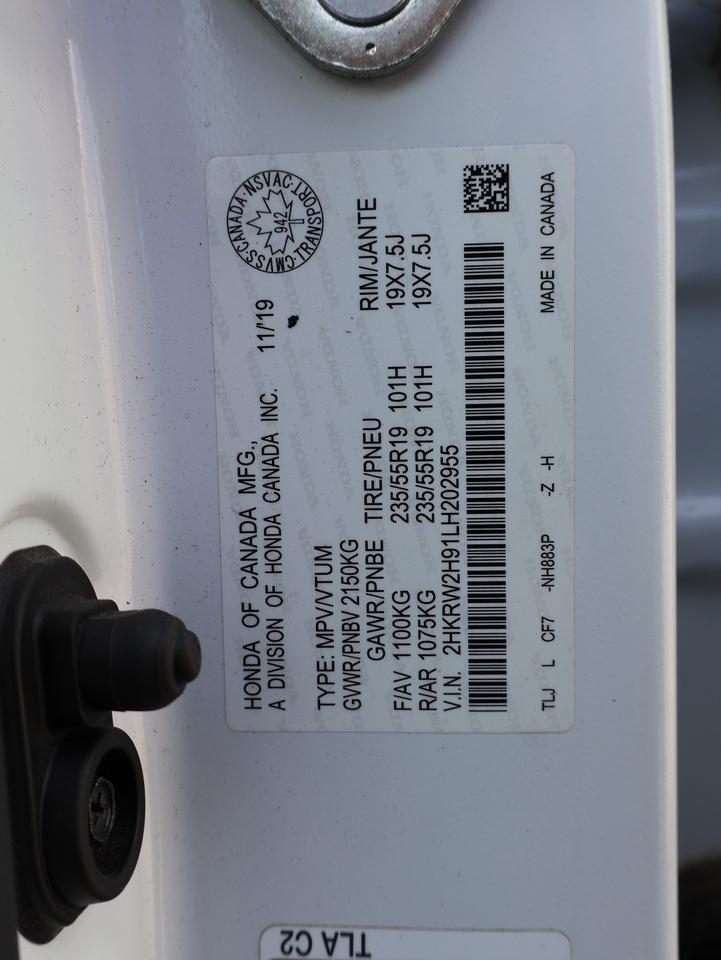 HONDA OF CANADA MFG.,
A DIVISION OF HONDA CANADA INC. 11/'19
CMVSS·CANADA·NSVAC·TRANSPORT·
942
TYPE: MPV/VTUM
GVWR/PNBV 2150KG
GAWR/PNBE TIRE/PNEU RIM/JANTE
F/AV 1100KG 235/55R19 101H 19X7.5J
R/AR 1075KG 235/55R19 101H 19X7.5J
V.I.N. 2HKRW2H91LH202955
TLJ L CF7 -NH883P -Z -H MADE IN CANADA
TLA C2